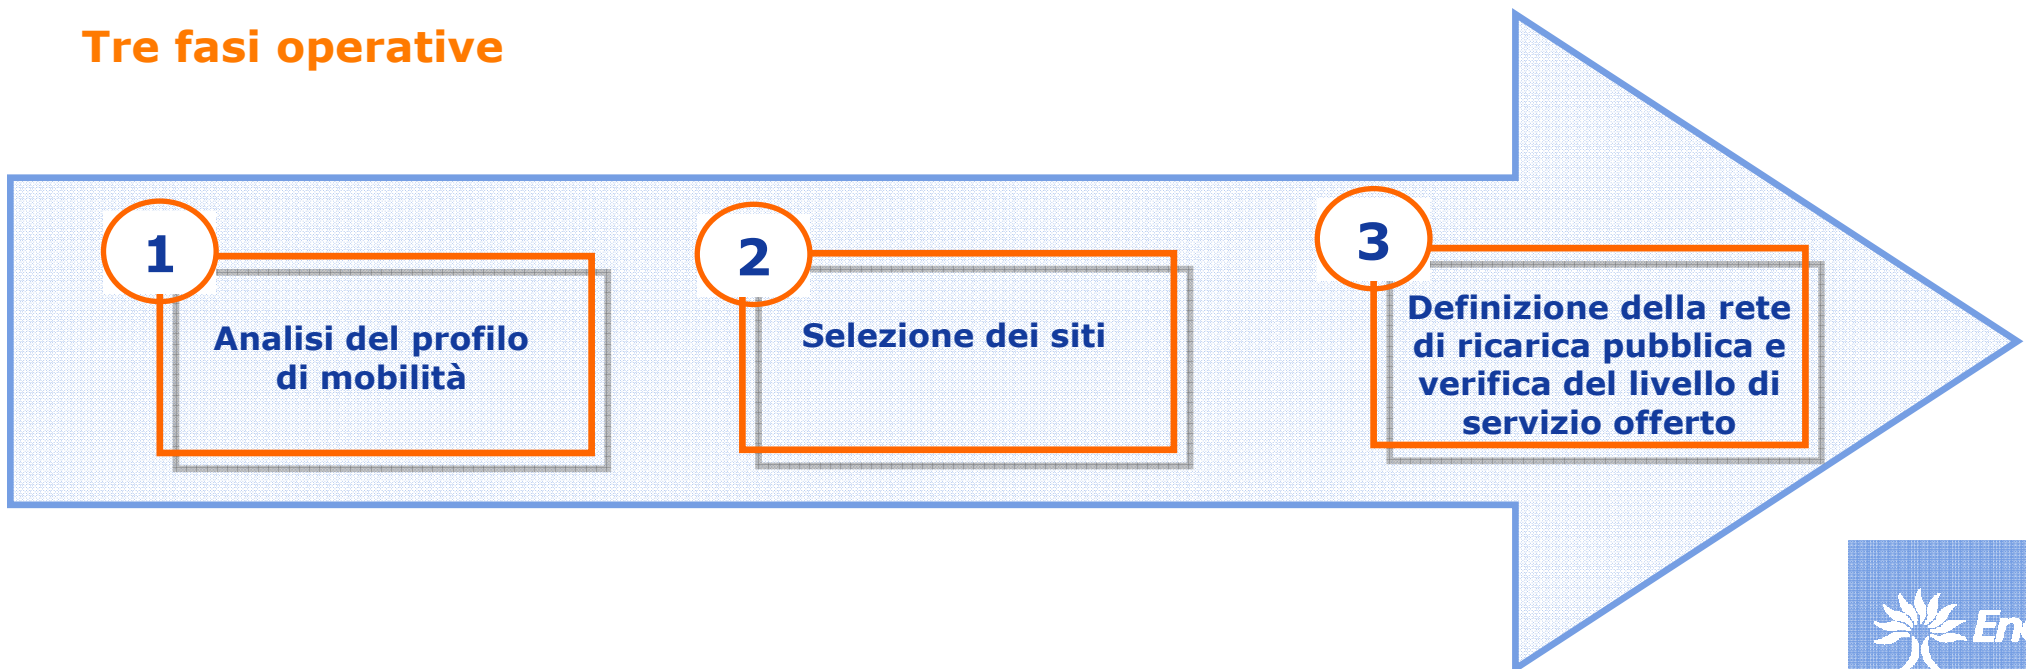 Tre fasi operative
1
Analisi del profilo
di mobilità
2
Selezione dei siti
3
Definizione della rete
di ricarica pubblica e
verifica del livello di
servizio offerto